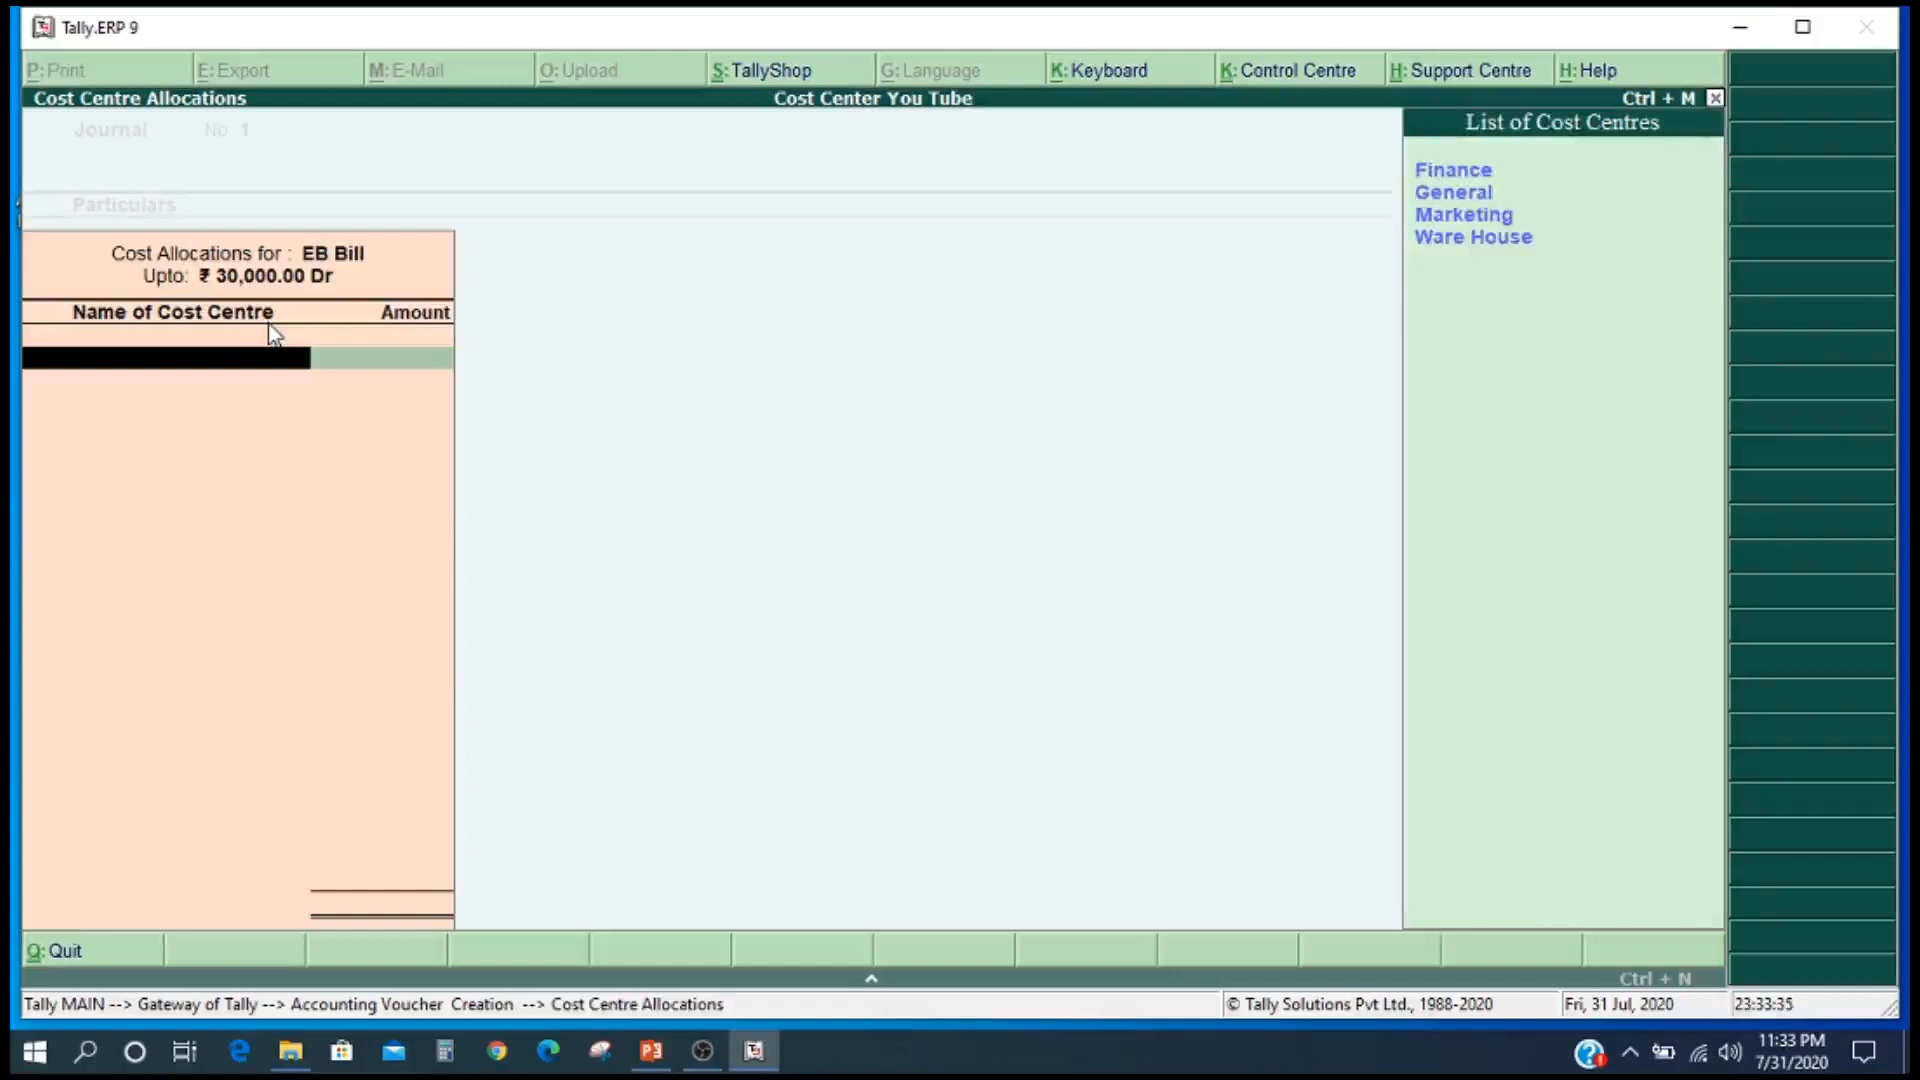 Tally.ERP 9
P: Print E: Export M: E-Mail O: Upload S: TallyShop G: Language K: Keyboard K: Control Centre H: Support Centre H: Help
Cost Centre Allocations Cost Center You Tube Ctrl + M
Journal No. 1
List of Cost Centres
Finance
General
Marketing
Ware House
Particulars
Cost Allocations for : EB Bill
Upto: ₹ 30,000.00 Dr
Name of Cost Centre Amount
Q: Quit
Ctrl + N
Tally MAIN --> Gateway of Tally --> Accounting Voucher Creation --> Cost Centre Allocations © Tally Solutions Pvt Ltd., 1988-2020 Fri, 31 Jul, 2020 23:33:35
11:33 PM
7/31/2020